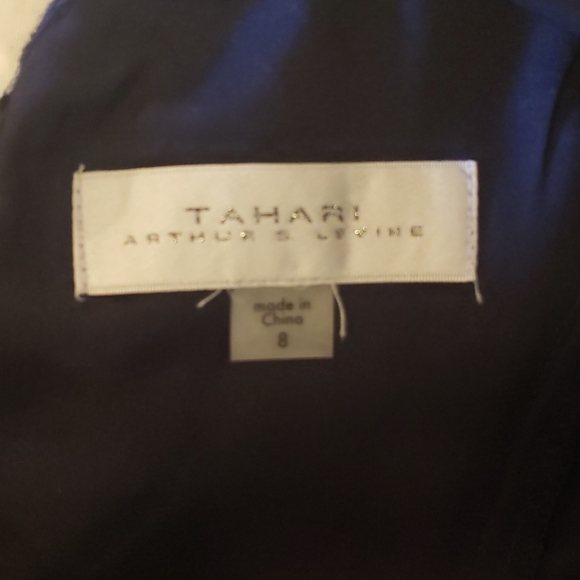 TAHARI
ARTHUR S. LEVINE
made in
China
8